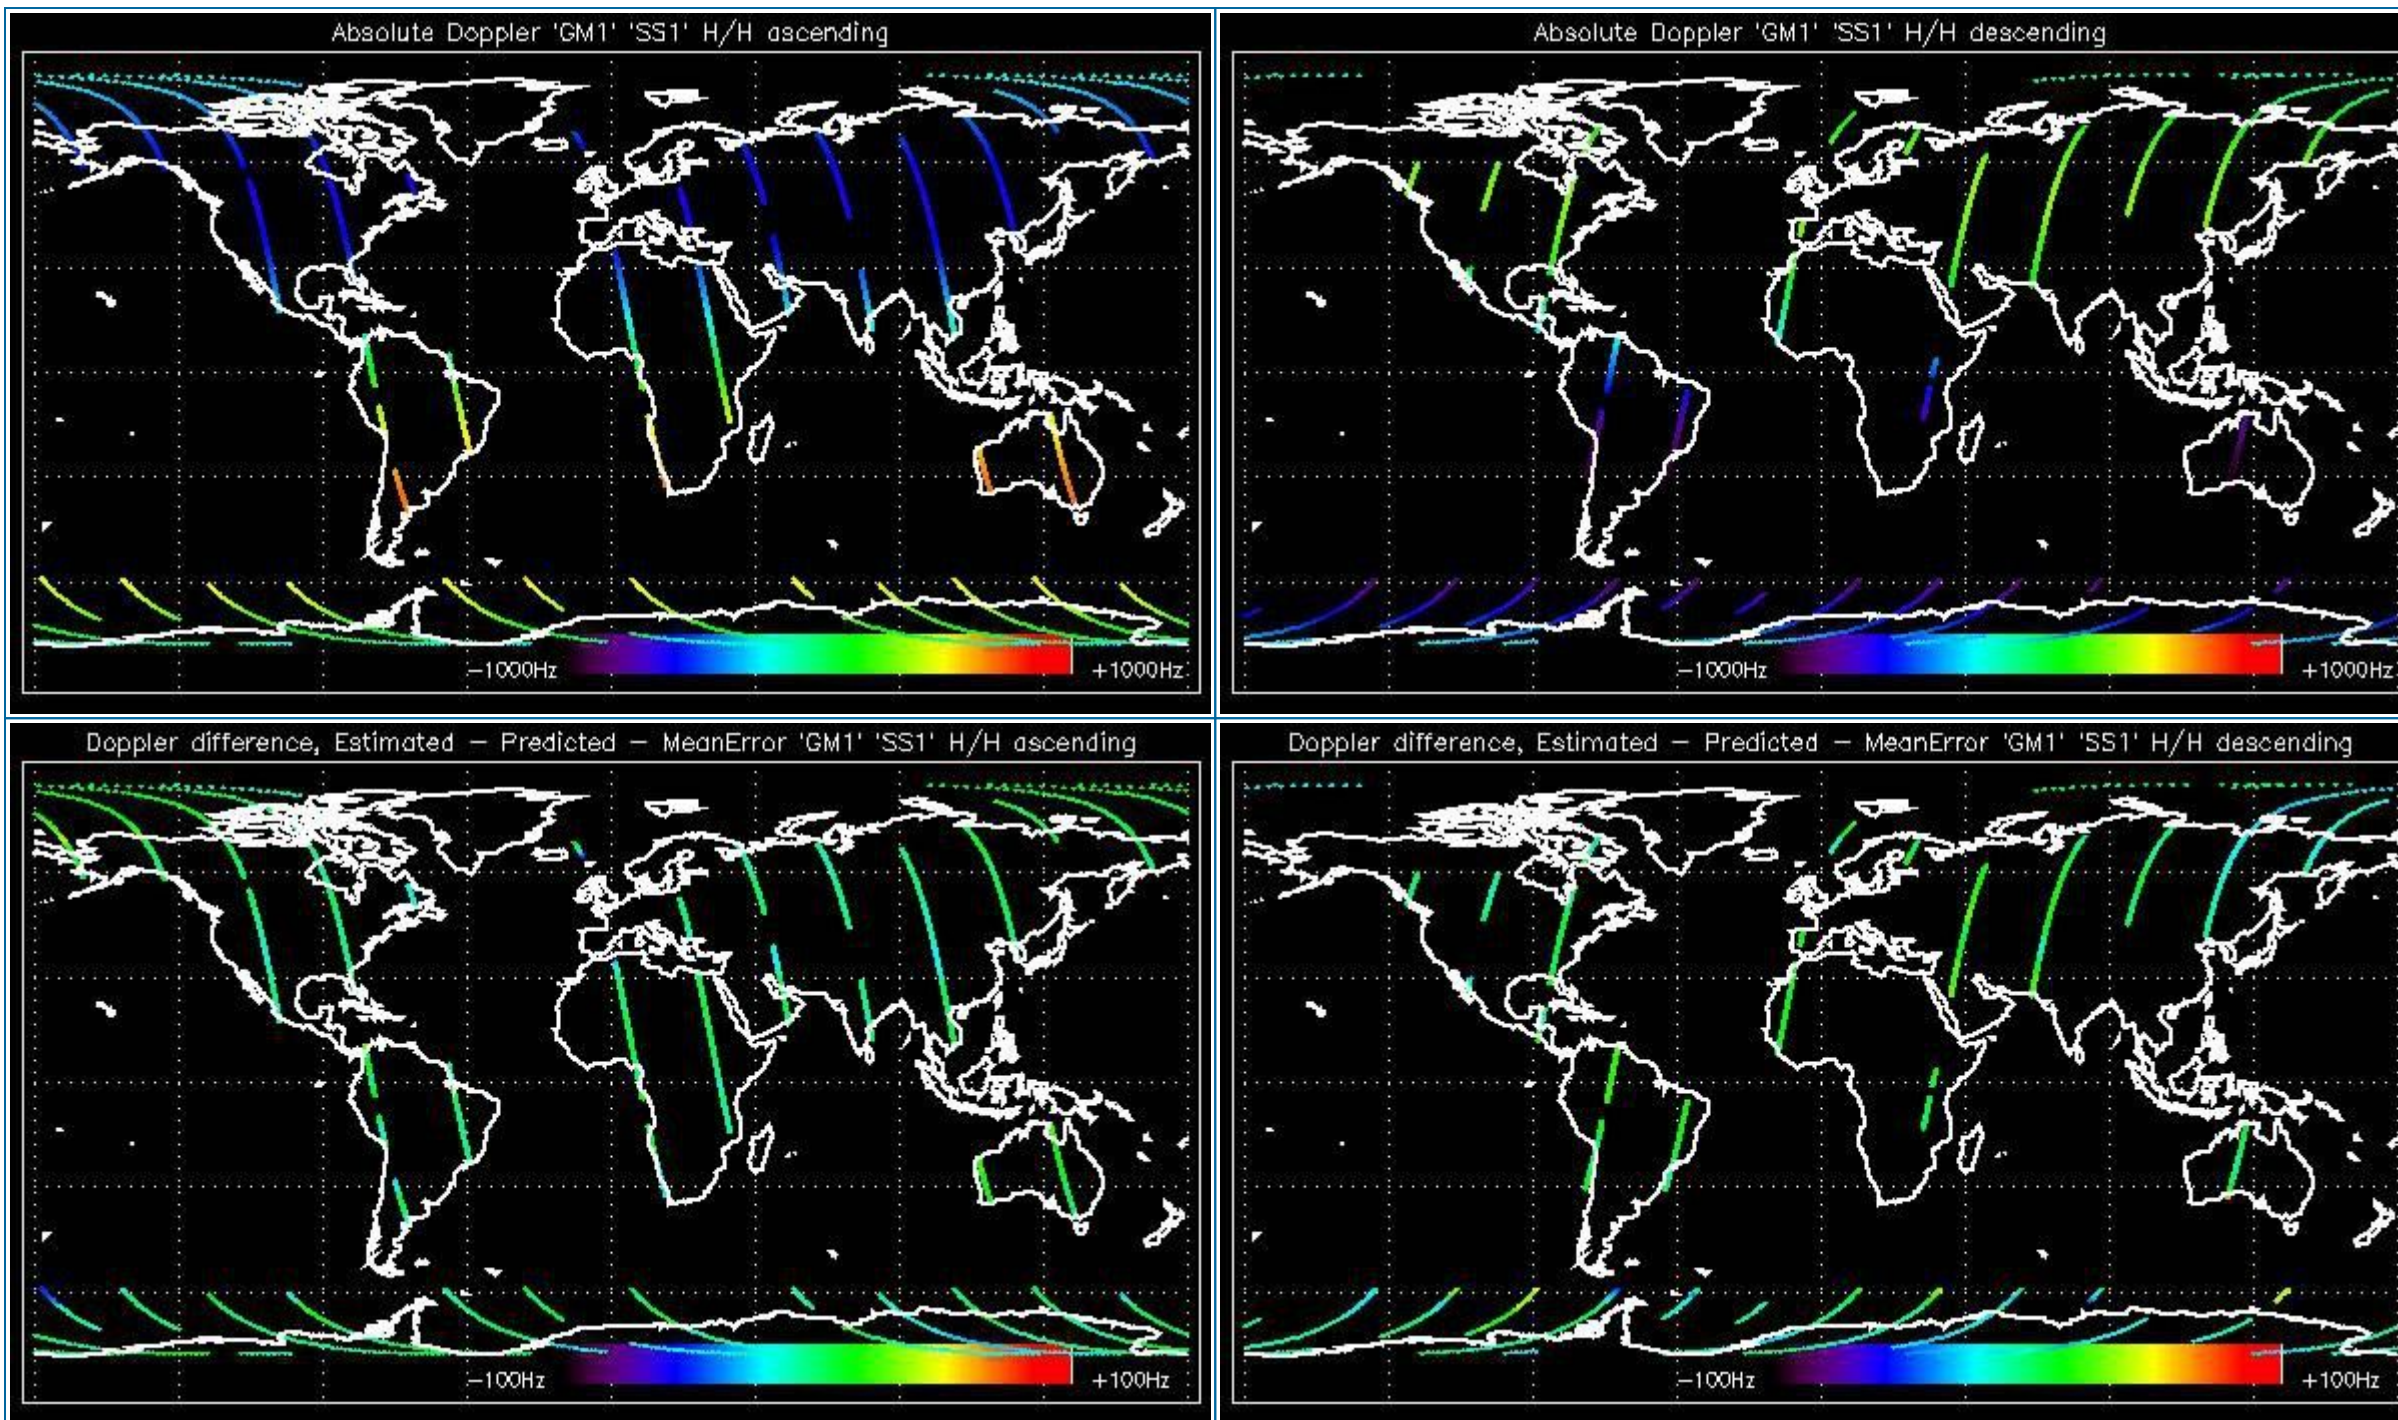 Absolute Doppler 'GM1' 'SS1' H/H ascending
-1000Hz
+1000Hz
Absolute Doppler 'GM1' 'SS1' H/H descending
-1000Hz
+1000Hz
Doppler difference, Estimated - Predicted - MeanError 'GM1' 'SS1' H/H ascending
-100Hz
+100Hz
Doppler difference, Estimated - Predicted - MeanError 'GM1' 'SS1' H/H descending
-100Hz
+100Hz